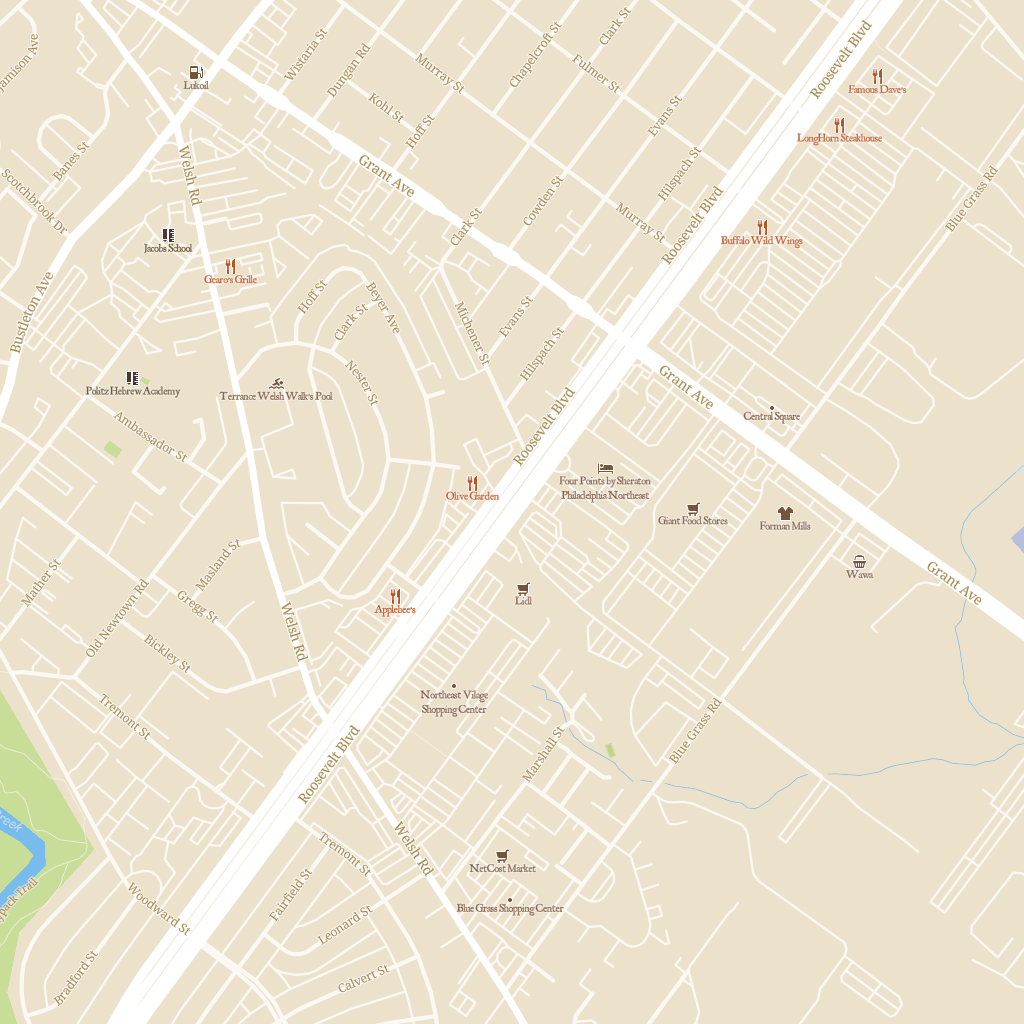 Jamison Ave
Wistaria St
Dungan Rd
Murray St
Chapelcroft St
Clark St
Fulmer St
Roosevelt Blvd
Lukoil
Kohl St
Hoff St
Evans St
Famous Dave's
LongHorn Steakhouse
Banes St
Scotchbrook Dr
Welsh Rd
Grant Ave
Clark St
Cowden St
Hilspach St
Murray St
Roosevelt Blvd
Blue Grass Rd
Jacobs School
Gearo's Grille
Buffalo Wild Wings
Bustleton Ave
Hoff St
Clark St
Beyer Ave
Michener St
Evans St
Hilspach St
Politz Hebrew Academy
Terrance Welsh Walk's Pool
Nester St
Roosevelt Blvd
Grant Ave
Central Square
Ambassador St
Olive Garden
Four Points by Sheraton
Philadelphia Northeast
Giant Food Stores
Forman Mills
Wawa
Grant Ave
Mather St
Masland St
Old Newtown Rd
Gregg St
Bickley St
Welsh Rd
Applebee's
Lidl
Northeast Vilage
Shopping Center
Tremont St
Roosevelt Blvd
Marshall St
Blue Grass Rd
Tremont St
Welsh Rd
NetCost Market
Blue Grass Shopping Center
Fairfield St
Leonard St
Calvert St
Woodward St
Bradford St
reek
ypack Trail